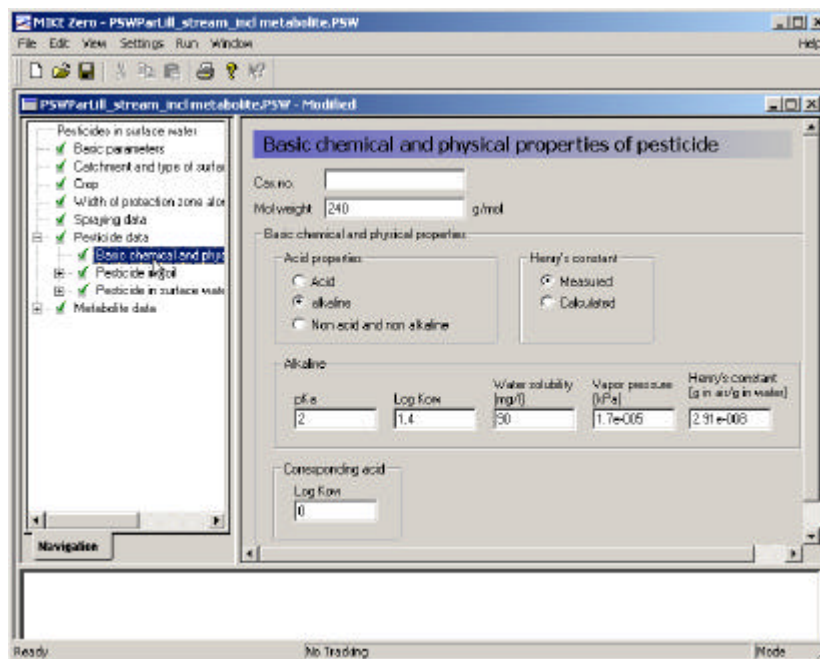 MIKE Zero - PSWParLill_stream_incl metabolite.PSW
File Edit View Settings Run Window Help
PSWParLill_stream_incl metabolite.PSW - Modified
Pesticides in surface water
Basic parameters
Catchment and type of surfa
Crop
Width of protection zone alon
Spraying data
Pesticide data
Basic chemical and phys
Pesticide in soil
Pesticide in surface wate
Metabolite data
Navigation
Basic chemical and physical properties of pesticide
Cas.no.
Molweight 240 g/mol
Basic chemical and physical properties
Acid properties
Acid
alkaline
Non acid and non alkaline
Henry's constant
Measured
Calculated
Alkaline
pKa
2
Log Kow
1.4
Water solubility
(mg/l)
90
Vapor pressure
(kPa)
1.7e-005
Henry's constant
(g in air/g in water)
2.91e-008
Corresponding acid
Log Kow
0
Ready No Tracking Mode